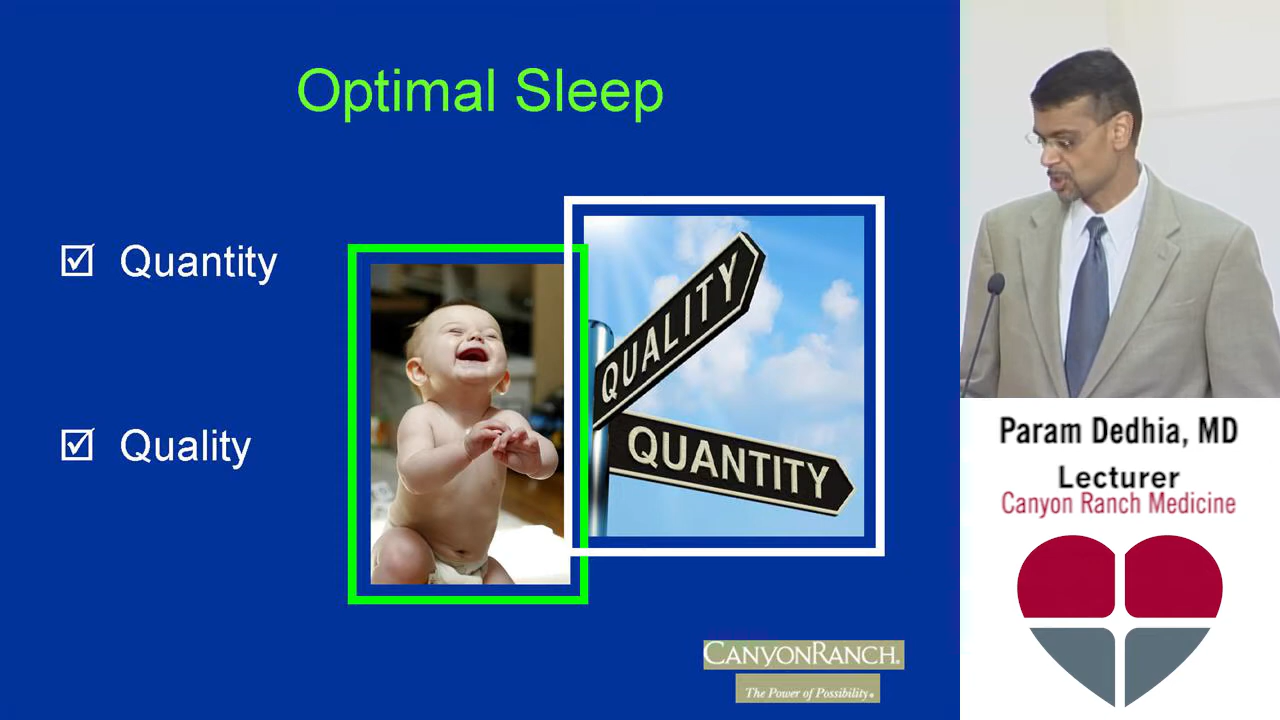 Optimal Sleep
☑ Quantity
☑ Quality
QUALITY
QUANTITY
CANYONRANCH®
The Power of Possibility®
Param Dedhia, MD
Lecturer
Canyon Ranch Medicine